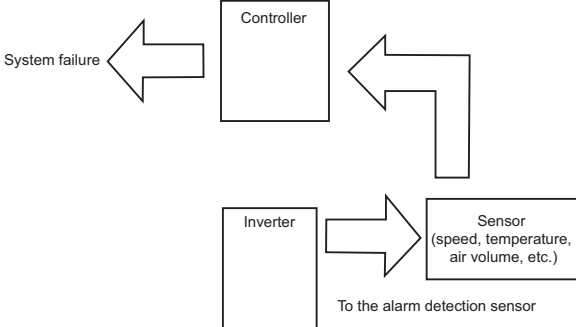 Controller
System failure
Inverter
Sensor
(speed, temperature,
air volume, etc.)
To the alarm detection sensor